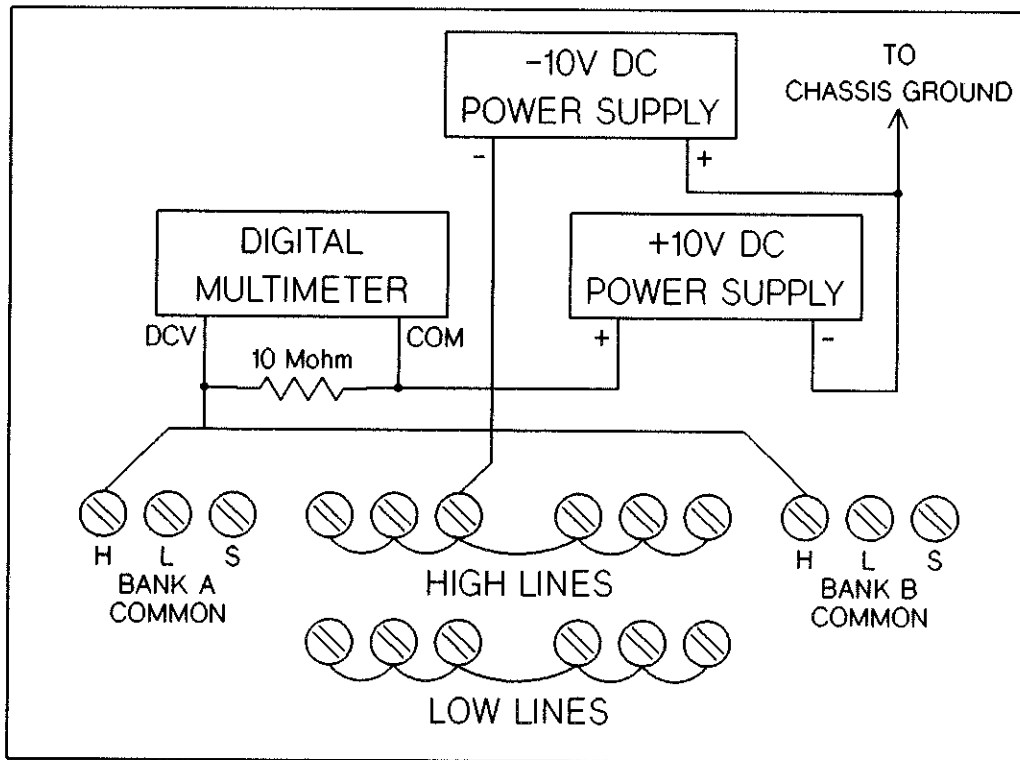 -10V DC
POWER SUPPLY
- +
TO
CHASSIS GROUND
DIGITAL
MULTIMETER
DCV COM
10 Mohm
+10V DC
POWER SUPPLY
+ -
H L S
BANK A
COMMON
HIGH LINES
H L S
BANK B
COMMON
LOW LINES